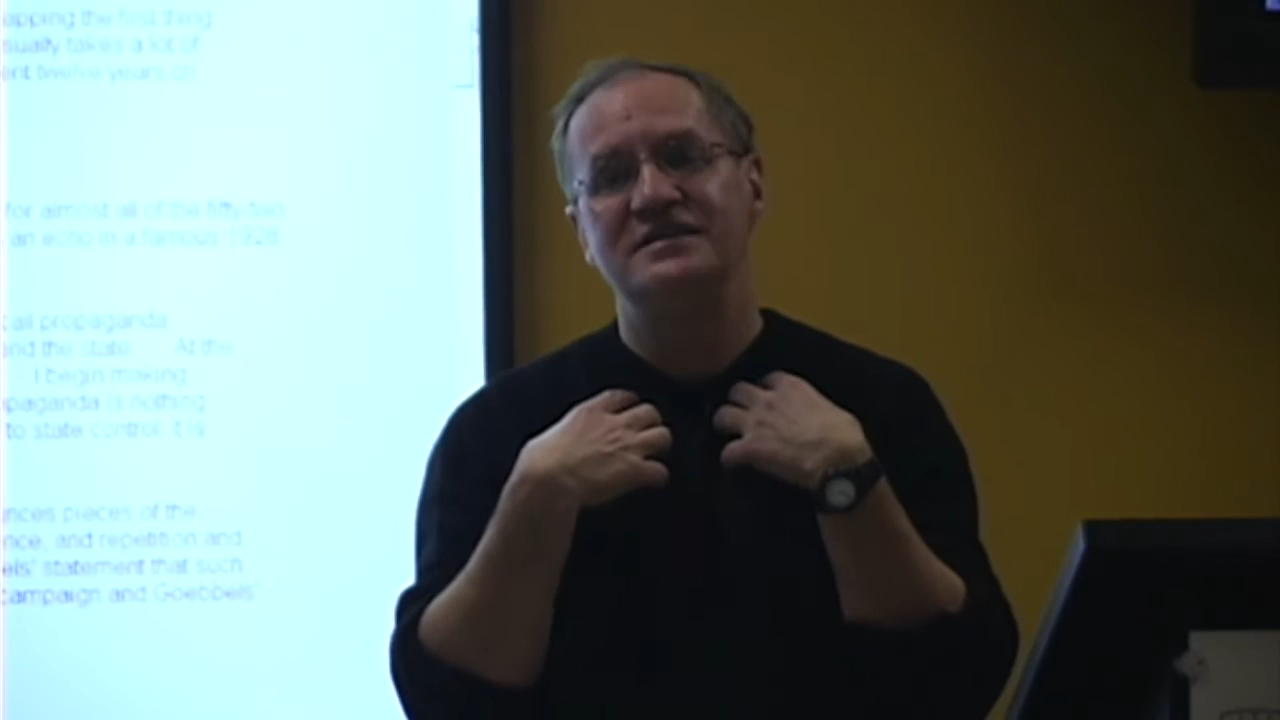 apping the first thing
sually takes a lot of
ent twelve years on
for almost all of the fifty-two
an echo in a famous 1928
all propaganda
and the state At the
I begin making
paganda is nothing
to state control. It is
nces pieces of the
nce, and repetition and
els' statement that such
campaign and Goebbels'